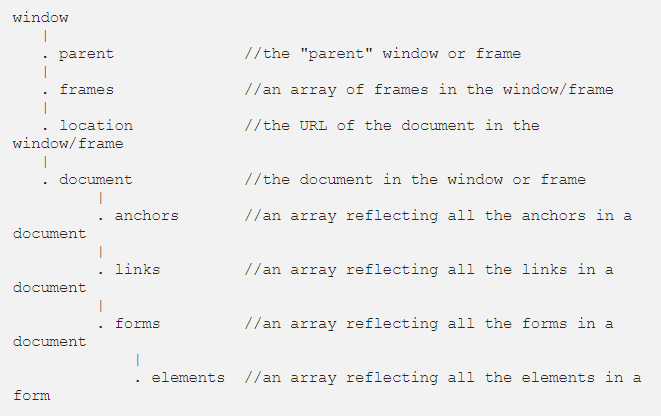 window
|
. parent //the "parent" window or frame
|
. frames //an array of frames in the window/frame
|
. location //the URL of the document in the
window/frame
|
. document //the document in the window or frame
|
. anchors //an array reflecting all the anchors in a
document
|
. links //an array reflecting all the links in a
document
|
. forms //an array reflecting all the forms in a
document
|
. elements //an array reflecting all the elements in a
form